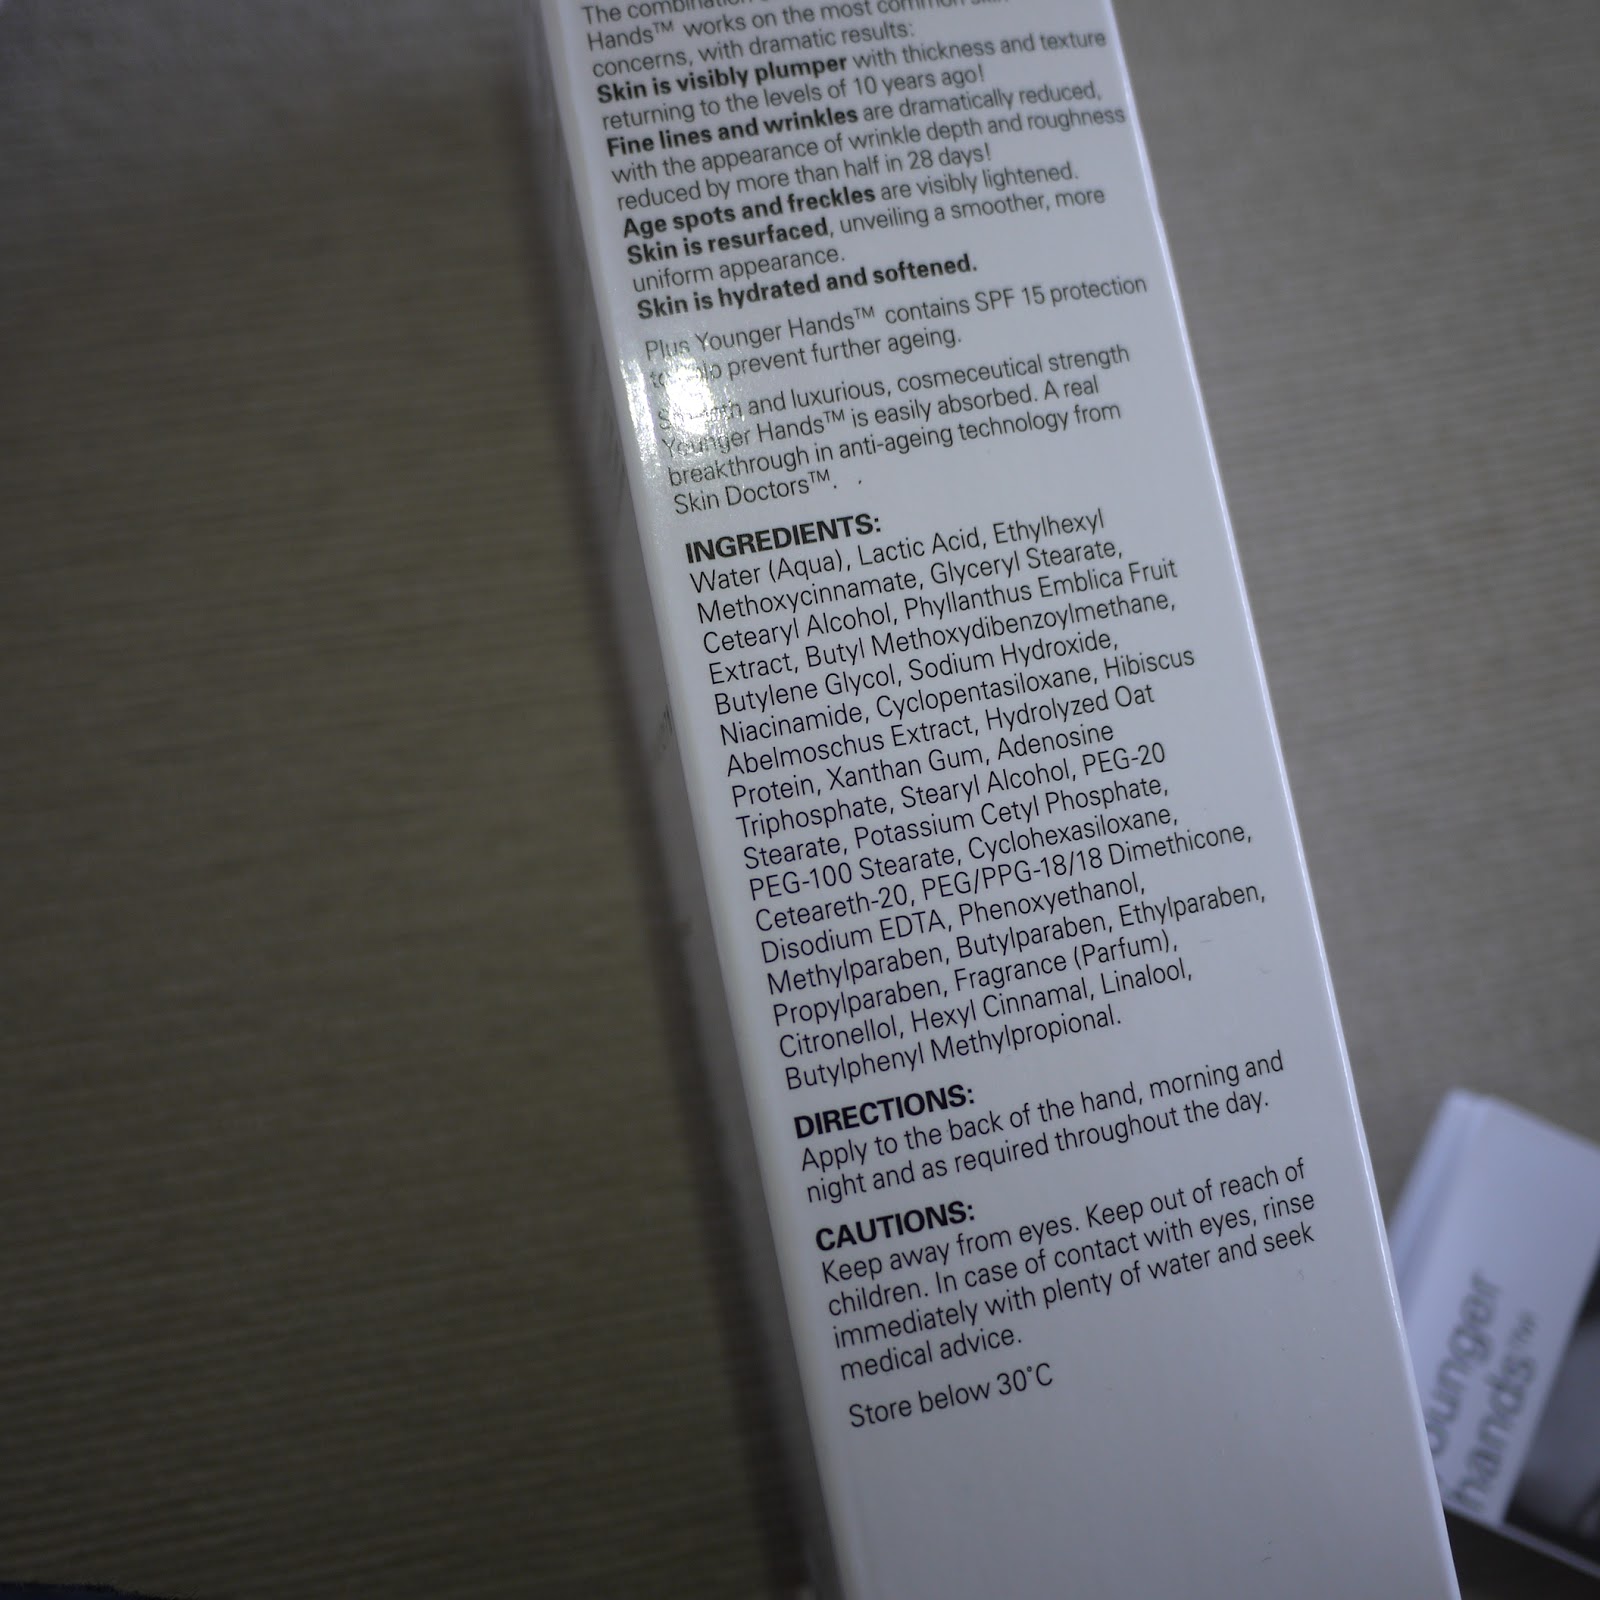 The combination
Hands™ works on the most common skin
concerns, with dramatic results:
Skin is visibly plumper with thickness and texture
returning to the levels of 10 years ago!
Fine lines and wrinkles are dramatically reduced,
with the appearance of wrinkle depth and roughness
reduced by more than half in 28 days!
Age spots and freckles are visibly lightened.
Skin is resurfaced, unveiling a smoother, more
uniform appearance.
Skin is hydrated and softened.
Plus Younger Hands™ contains SPF 15 protection
to help prevent further ageing.
Smooth and luxurious, cosmeceutical strength
Younger Hands™ is easily absorbed. A real
breakthrough in anti-ageing technology from
Skin Doctors™.
INGREDIENTS:
Water (Aqua), Lactic Acid, Ethylhexyl
Methoxycinnamate, Glyceryl Stearate,
Cetearyl Alcohol, Phyllanthus Emblica Fruit
Extract, Butyl Methoxydibenzoylmethane,
Butylene Glycol, Sodium Hydroxide,
Niacinamide, Cyclopentasiloxane, Hibiscus
Abelmoschus Extract, Hydrolyzed Oat
Protein, Xanthan Gum, Adenosine
Triphosphate, Stearyl Alcohol, PEG-20
Stearate, Potassium Cetyl Phosphate,
PEG-100 Stearate, Cyclohexasiloxane,
Ceteareth-20, PEG/PPG-18/18 Dimethicone,
Disodium EDTA, Phenoxyethanol,
Methylparaben, Butylparaben, Ethylparaben,
Propylparaben, Fragrance (Parfum),
Citronellol, Hexyl Cinnamal, Linalool,
Butylphenyl Methylpropional.
DIRECTIONS:
Apply to the back of the hand, morning and
night and as required throughout the day.
CAUTIONS:
Keep away from eyes. Keep out of reach of
children. In case of contact with eyes, rinse
immediately with plenty of water and seek
medical advice.
Store below 30°C
younger
hands™